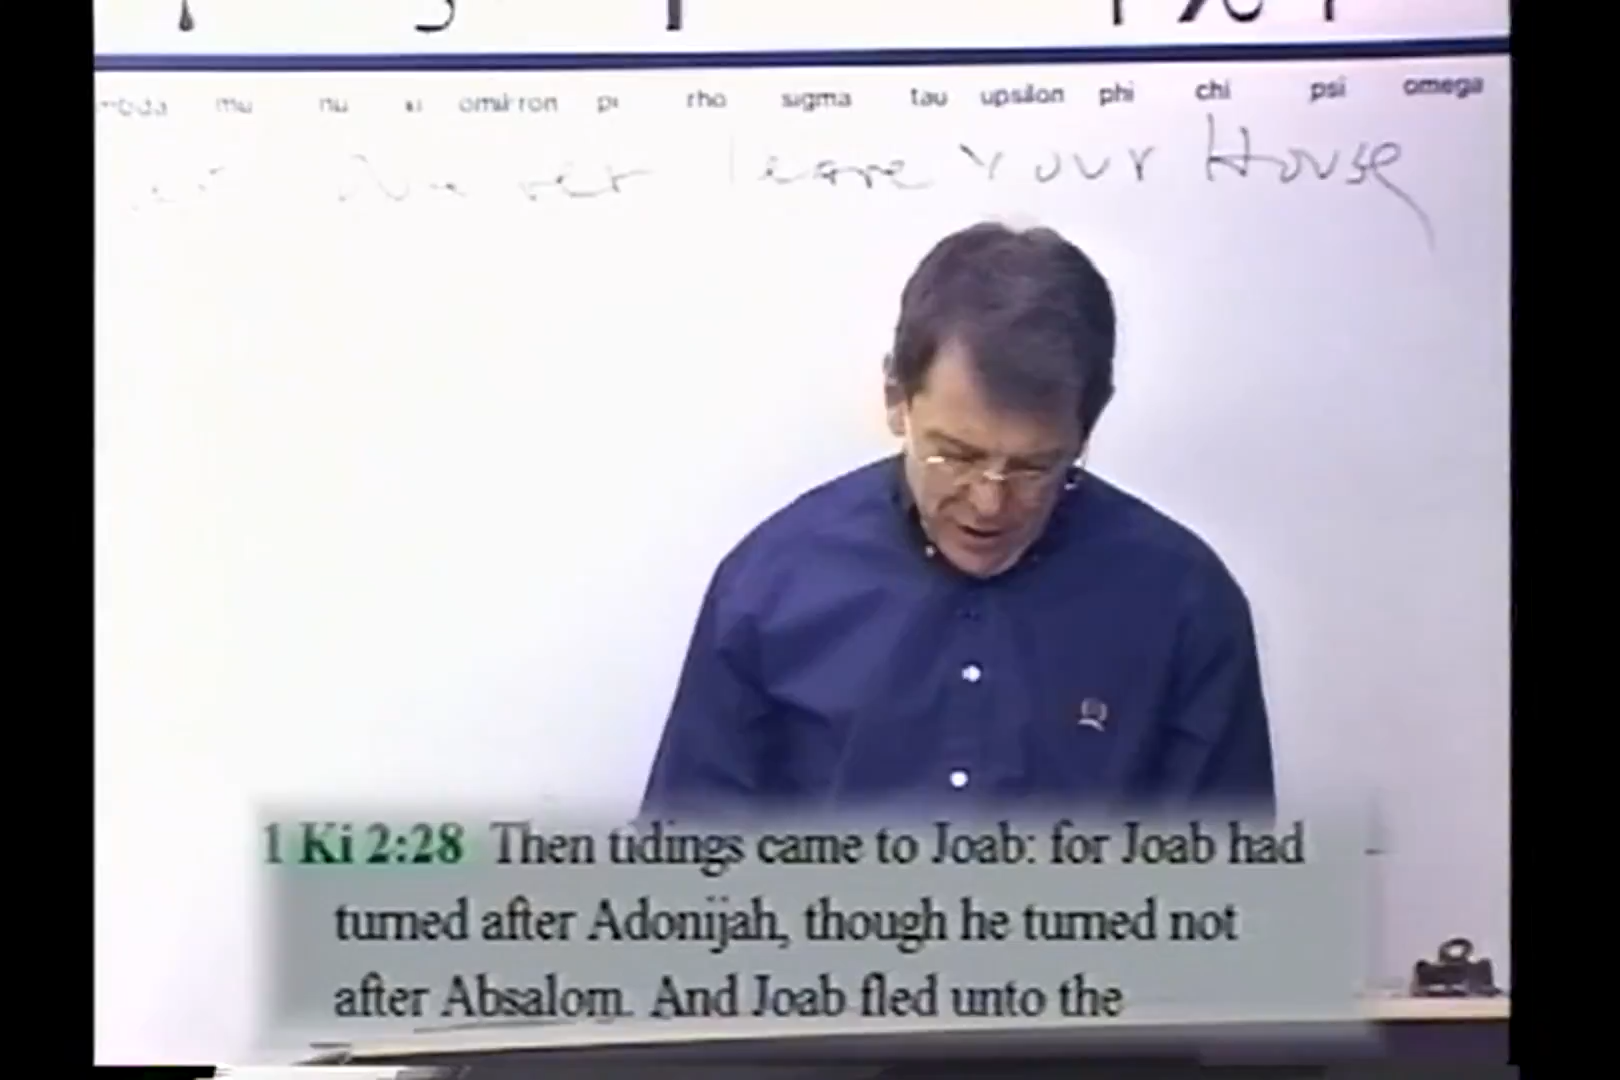 mu nu xi omikron pi rho sigma tau upsilon phi chi psi omega
leave Your House
1 Ki 2:28 Then tidings came to Joab: for Joab had
turned after Adonijah, though he turned not
after Absalom. And Joab fled unto the